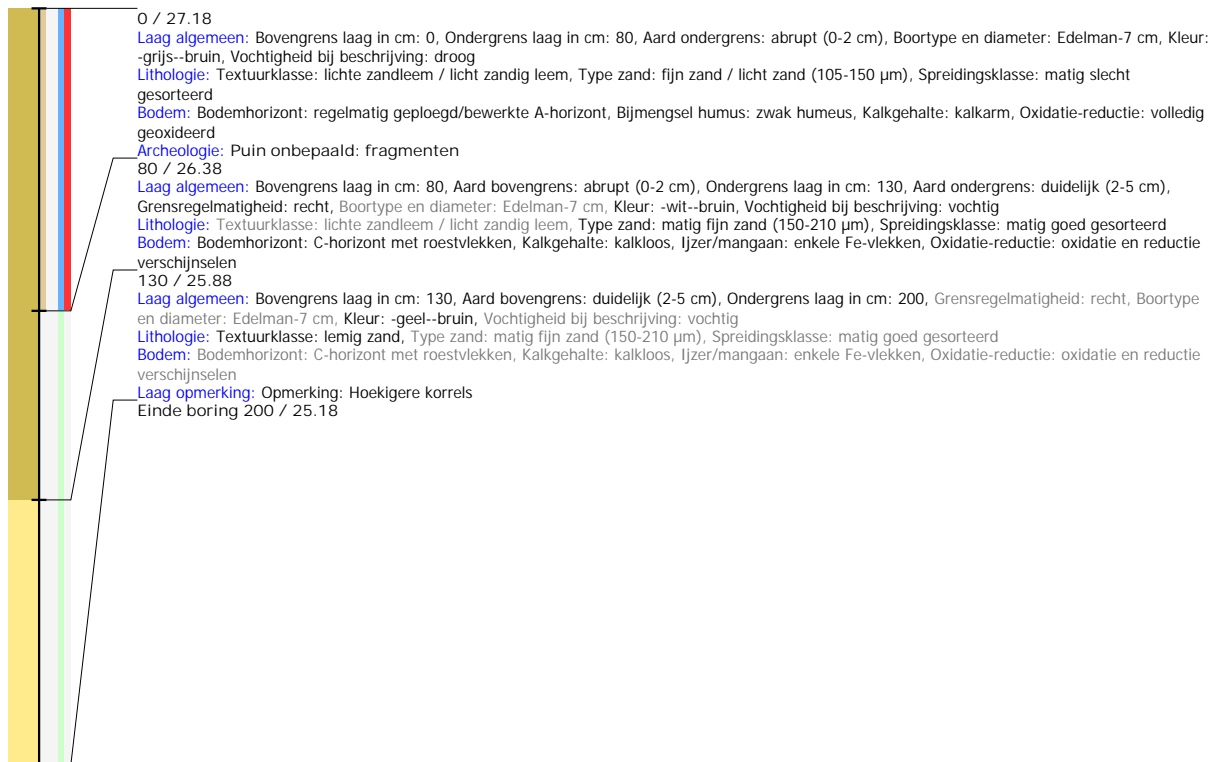 0 / 27.18
Laag algemeen: Bovengrens laag in cm: 0, Ondergrens laag in cm: 80, Aard ondergrens: abrupt (0-2 cm), Boortype en diameter: Edelman-7 cm, Kleur:
-grijs--bruin, Vochtigheid bij beschrijving: droog
Lithologie: Textuurklasse: lichte zandleem / licht zandig leem, Type zand: fijn zand / licht zand (105-150 µm), Spreidingsklasse: matig slecht
gesorteerd
Bodem: Bodemhorizont: regelmatig geploegd/bewerkte A-horizont, Bijmengsel humus: zwak humeus, Kalkgehalte: kalkarm, Oxidatie-reductie: volledig
geoxideerd
Archeologie: Puin onbepaald: fragmenten
80 / 26.38
Laag algemeen: Bovengrens laag in cm: 80, Aard bovengrens: abrupt (0-2 cm), Ondergrens laag in cm: 130, Aard ondergrens: duidelijk (2-5 cm),
Grensregelmatigheid: recht, Boortype en diameter: Edelman-7 cm, Kleur: -wit--bruin, Vochtigheid bij beschrijving: vochtig
Lithologie: Textuurklasse: lichte zandleem / licht zandig leem, Type zand: matig fijn zand (150-210 µm), Spreidingsklasse: matig goed gesorteerd
Bodem: Bodemhorizont: C-horizont met roestvlekken, Kalkgehalte: kalkloos, Ijzer/mangaan: enkele Fe-vlekken, Oxidatie-reductie: oxidatie en reductie
verschijnselen
130 / 25.88
Laag algemeen: Bovengrens laag in cm: 130, Aard bovengrens: duidelijk (2-5 cm), Ondergrens laag in cm: 200, Grensregelmatigheid: recht, Boortype
en diameter: Edelman-7 cm, Kleur: -geel--bruin, Vochtigheid bij beschrijving: vochtig
Lithologie: Textuurklasse: lemig zand, Type zand: matig fijn zand (150-210 µm), Spreidingsklasse: matig goed gesorteerd
Bodem: Bodemhorizont: C-horizont met roestvlekken, Kalkgehalte: kalkloos, Ijzer/mangaan: enkele Fe-vlekken, Oxidatie-reductie: oxidatie en reductie
verschijnselen
Laag opmerking: Opmerking: Hoekigere korrels
Einde boring 200 / 25.18